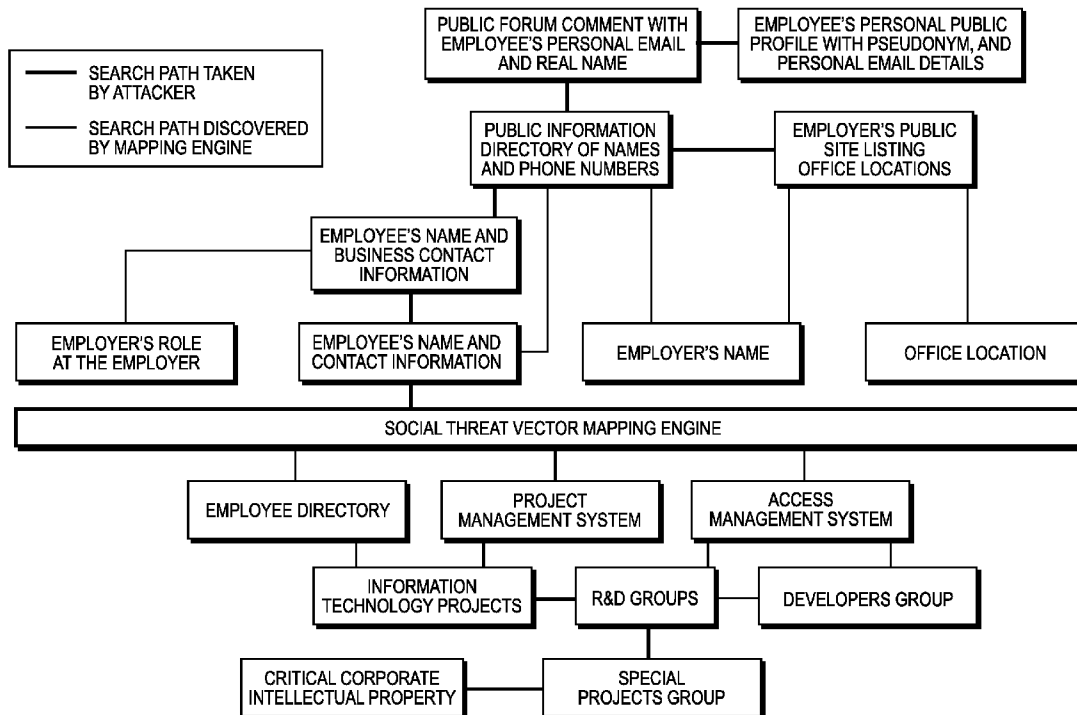 PUBLIC FORUM COMMENT WITH
EMPLOYEE'S PERSONAL EMAIL
AND REAL NAME
EMPLOYEE'S PERSONAL PUBLIC
PROFILE WITH PSEUDONYM, AND
PERSONAL EMAIL DETAILS
SEARCH PATH TAKEN
BY ATTACKER
SEARCH PATH DISCOVERED
BY MAPPING ENGINE
PUBLIC INFORMATION
DIRECTORY OF NAMES
AND PHONE NUMBERS
EMPLOYER'S PUBLIC
SITE LISTING
OFFICE LOCATIONS
EMPLOYEE'S NAME AND
BUSINESS CONTACT
INFORMATION
EMPLOYER'S ROLE
AT THE EMPLOYER
EMPLOYEE'S NAME AND
CONTACT INFORMATION
EMPLOYER'S NAME
OFFICE LOCATION
SOCIAL THREAT VECTOR MAPPING ENGINE
EMPLOYEE DIRECTORY
PROJECT
MANAGEMENT SYSTEM
ACCESS
MANAGEMENT SYSTEM
INFORMATION
TECHNOLOGY PROJECTS
R&D GROUPS
DEVELOPERS GROUP
CRITICAL CORPORATE
INTELLECTUAL PROPERTY
SPECIAL
PROJECTS GROUP